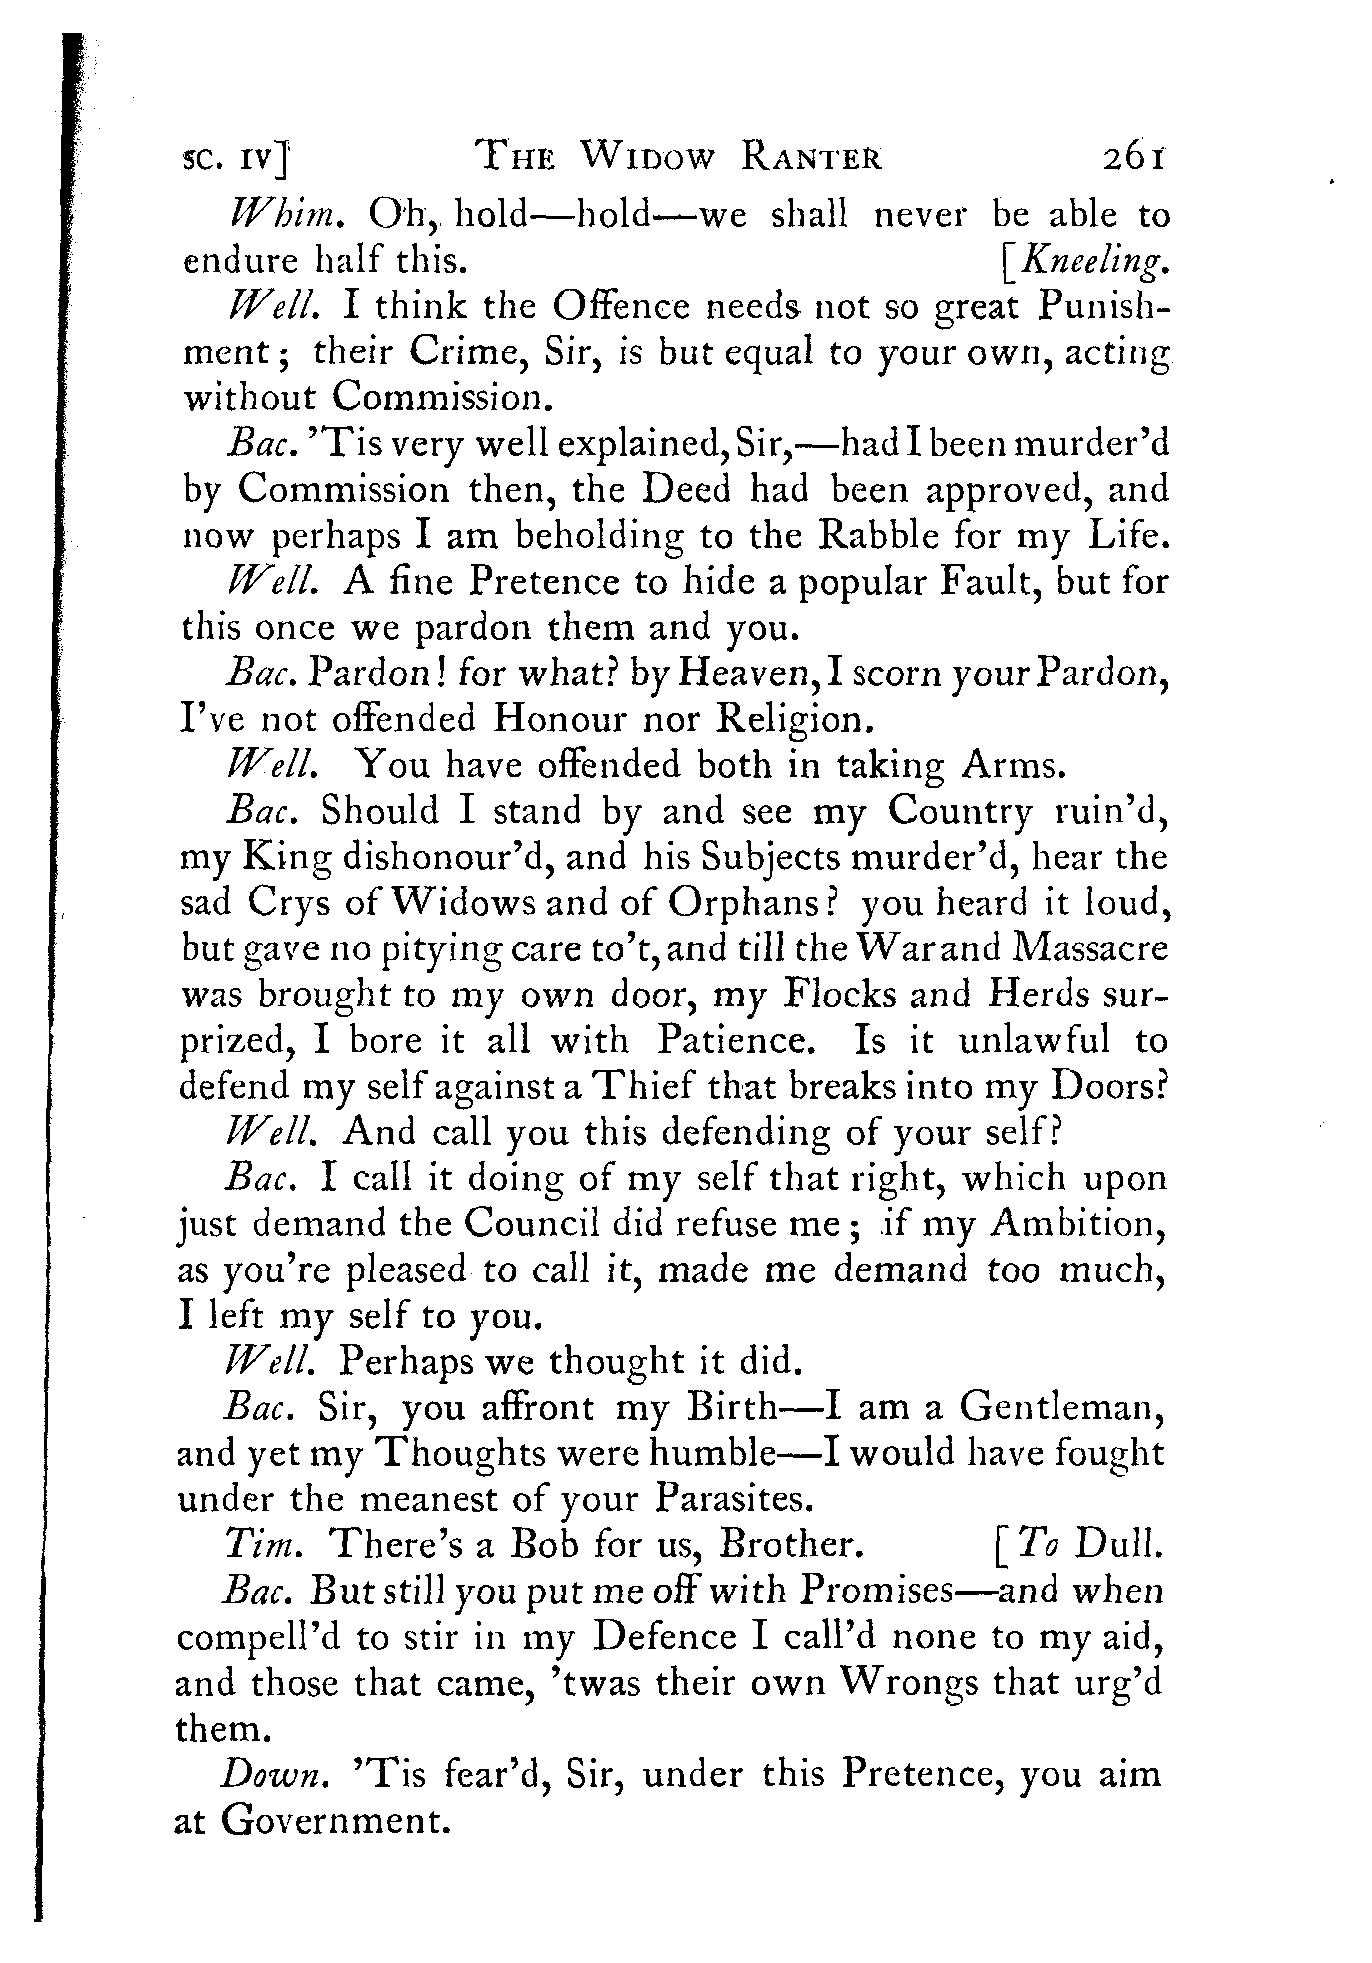 SC. IV] THE WIDOW RANTER 261
Whim. Oh, hold—hold—we shall never be able to
endure half this. [Kneeling.
Well. I think the Offence needs not so great Punish-
ment; their Crime, Sir, is but equal to your own, acting
without Commission.
Bac. 'Tis very well explained, Sir,—had I been murder'd
by Commission then, the Deed had been approved, and
now perhaps I am beholding to the Rabble for my Life.
Well. A fine Pretence to hide a popular Fault, but for
this once we pardon them and you.
Bac. Pardon! for what? by Heaven, I scorn your Pardon,
I've not offended Honour nor Religion.
Well. You have offended both in taking Arms.
Bac. Should I stand by and see my Country ruin'd,
my King dishonour'd, and his Subjects murder'd, hear the
sad Crys of Widows and of Orphans? you heard it loud,
but gave no pitying care to't, and till the War and Massacre
was brought to my own door, my Flocks and Herds sur-
prized, I bore it all with Patience. Is it unlawful to
defend my self against a Thief that breaks into my Doors?
Well. And call you this defending of your self?
Bac. I call it doing of my self that right, which upon
just demand the Council did refuse me; if my Ambition,
as you're pleased to call it, made me demand too much,
I left my self to you.
Well. Perhaps we thought it did.
Bac. Sir, you affront my Birth—I am a Gentleman,
and yet my Thoughts were humble—I would have fought
under the meanest of your Parasites.
Tim. There's a Bob for us, Brother. [To Dull.
Bac. But still you put me off with Promises—and when
compell'd to stir in my Defence I call'd none to my aid,
and those that came, 'twas their own Wrongs that urg'd
them.
Down. 'Tis fear'd, Sir, under this Pretence, you aim
at Government.